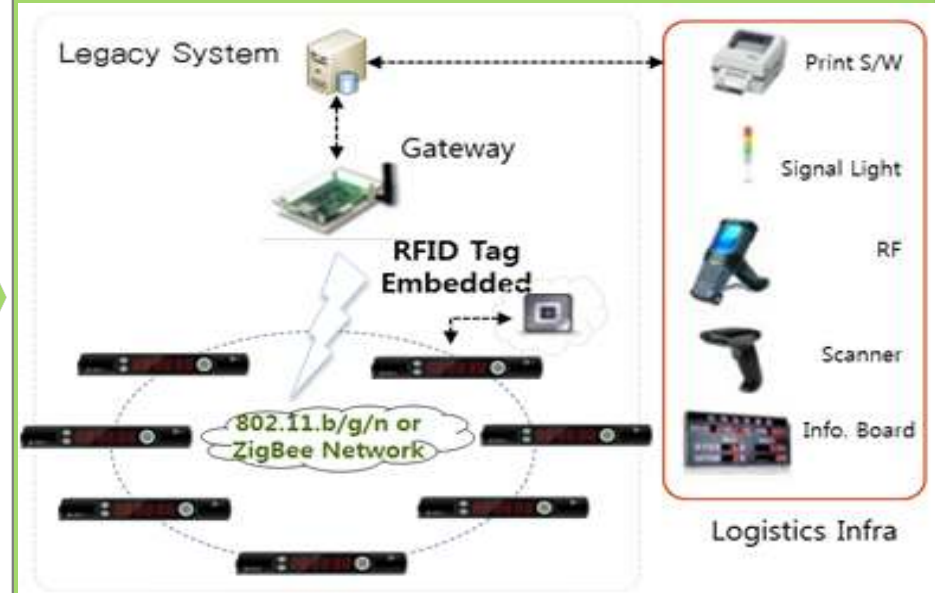 Legacy System
Gateway
RFID Tag
Embedded
802.11.b/g/n or
ZigBee Network
Print S/W
Signal Light
RF
Scanner
Info. Board
Logistics Infra